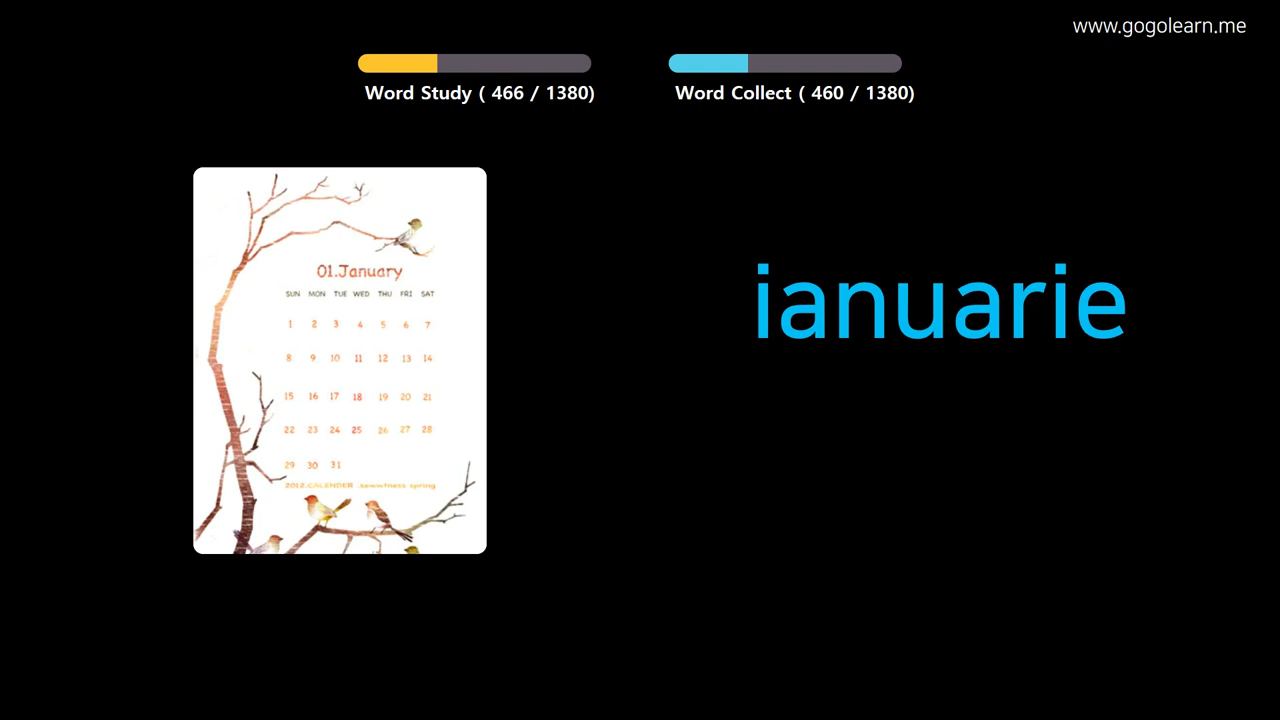 www.gogolearn.me
Word Study ( 466 / 1380)
Word Collect ( 460 / 1380)
01.January
SUN MON TUE WED THU FRI SAT
1 2 3 4 5 6 7
8 9 10 11 12 13 14
15 16 17 18 19 20 21
22 23 24 25 26 27 28
29 30 31
2012.CALENDER spring
ianuarie